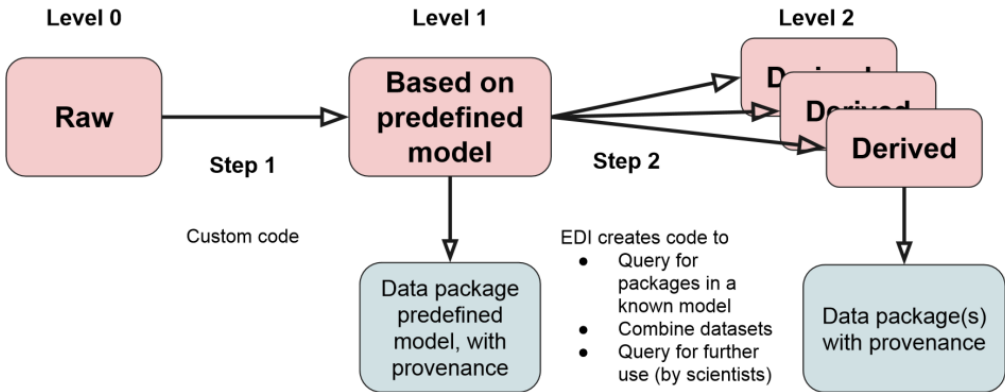 Level 0
Level 1
Level 2
Raw
Based on
predefined
model
Derived
Derived
Derived
Step 1
Step 2
Custom code
EDI creates code to
● Query for
packages in a
known model
● Combine datasets
● Query for further
use (by scientists)
Data package
predefined
model, with
provenance
Data package(s)
with provenance